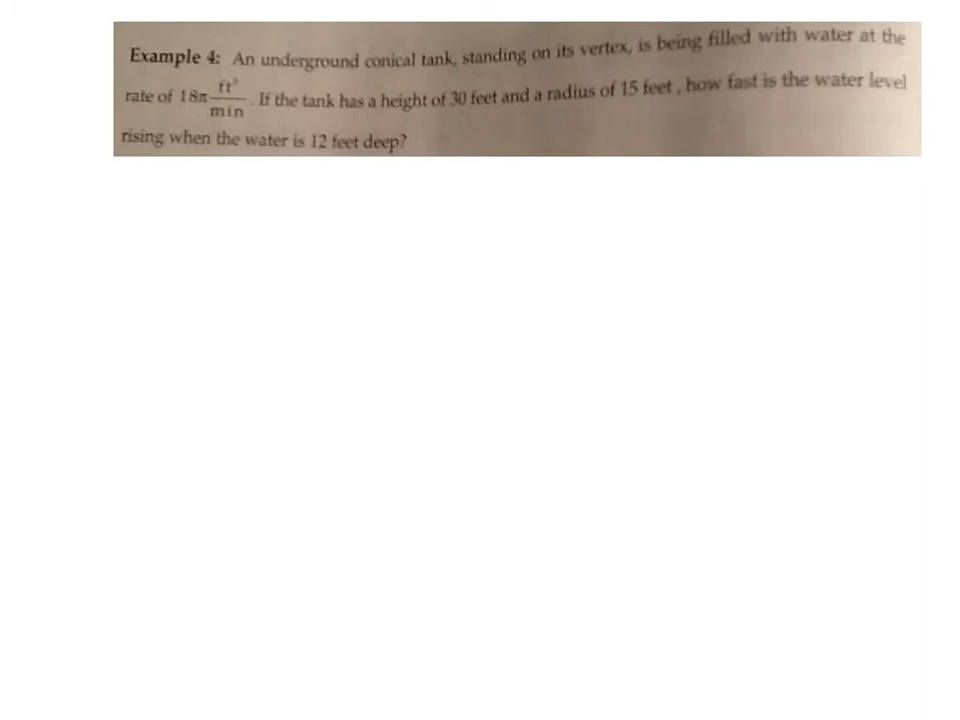 Example 4: An underground conical tank, standing on its vertex, is being filled with water at the
rate of 18π ft³/min . If the tank has a height of 30 feet and a radius of 15 feet , how fast is the water level
rising when the water is 12 feet deep?